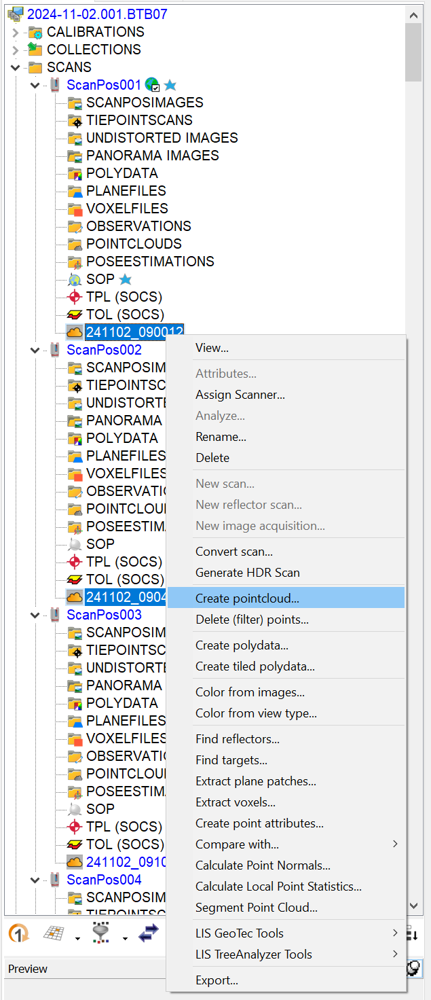 2024-11-02.001.BTB07
CALIBRATIONS
COLLECTIONS
SCANS
ScanPos001
SCANPOSIMAGES
TIEPOINTSCANS
UNDISTORTED IMAGES
PANORAMA IMAGES
POLYDATA
PLANEFILES
VOXELFILES
OBSERVATIONS
POINTCLOUDS
POSEESTIMATIONS
SOP
TPL (SOCS)
TOL (SOCS)
241102_090012
ScanPos002
SCANPOSIM
TIEPOINTSC
UNDISTORTE
PANORAMA
POLYDATA
PLANEFILES
VOXELFILES
OBSERVATIO
POINTCLOU
POSEESTIMA
SOP
TPL (SOCS)
TOL (SOCS)
241102_0904
ScanPos003
SCANPOSIM
TIEPOINTSC
UNDISTORTE
PANORAMA
POLYDATA
PLANEFILES
VOXELFILES
OBSERVATIO
POINTCLOU
POSEESTIMA
SOP
TPL (SOCS)
TOL (SOCS)
241102_0910
ScanPos004
SCANPOSIM
TIEPOINTSC
View...
Attributes...
Assign Scanner...
Analyze...
Rename...
Delete
New scan...
New reflector scan...
New image acquisition...
Convert scan...
Generate HDR Scan
Create pointcloud...
Delete (filter) points...
Create polydata...
Create tiled polydata...
Color from images...
Color from view type...
Find reflectors...
Find targets...
Extract plane patches...
Extract voxels...
Create point attributes...
Compare with...
Calculate Point Normals...
Calculate Local Point Statistics...
Segment Point Cloud...
LIS GeoTec Tools
LIS TreeAnalyzer Tools
Export...
1
Preview